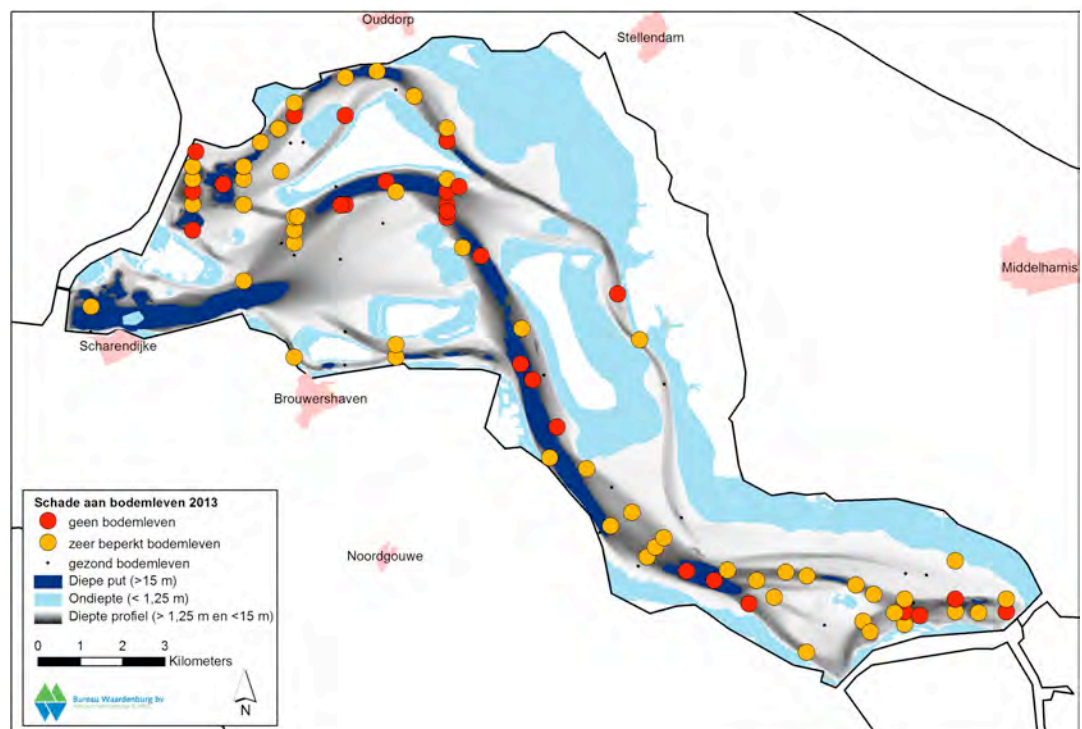 Ouddorp
Stellendam
Middelharnis
Scharendijke
Brouwershaven
Noordgouwe
Schade aan bodemleven 2013
geen bodemleven
zeer beperkt bodemleven
gezond bodemleven
Diepe put (>15 m)
Ondiepte (< 1,25 m)
Diepte profiel (> 1,25 m en <15 m)
0 1 2 3
Kilometers
N
Bureau Waardenburg bv